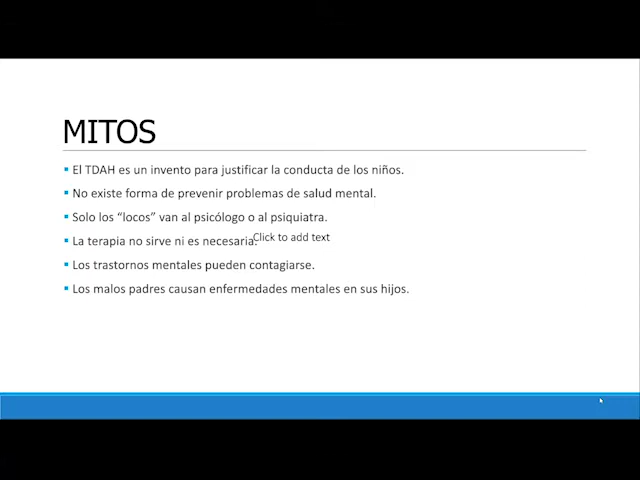 MITOS
El TDAH es un invento para justificar la conducta de los niños.
No existe forma de prevenir problemas de salud mental.
Solo los “locos” van al psicólogo o al psiquiatra.
La terapia no sirve ni es necesaria.
Click to add text
Los trastornos mentales pueden contagiarse.
Los malos padres causan enfermedades mentales en sus hijos.